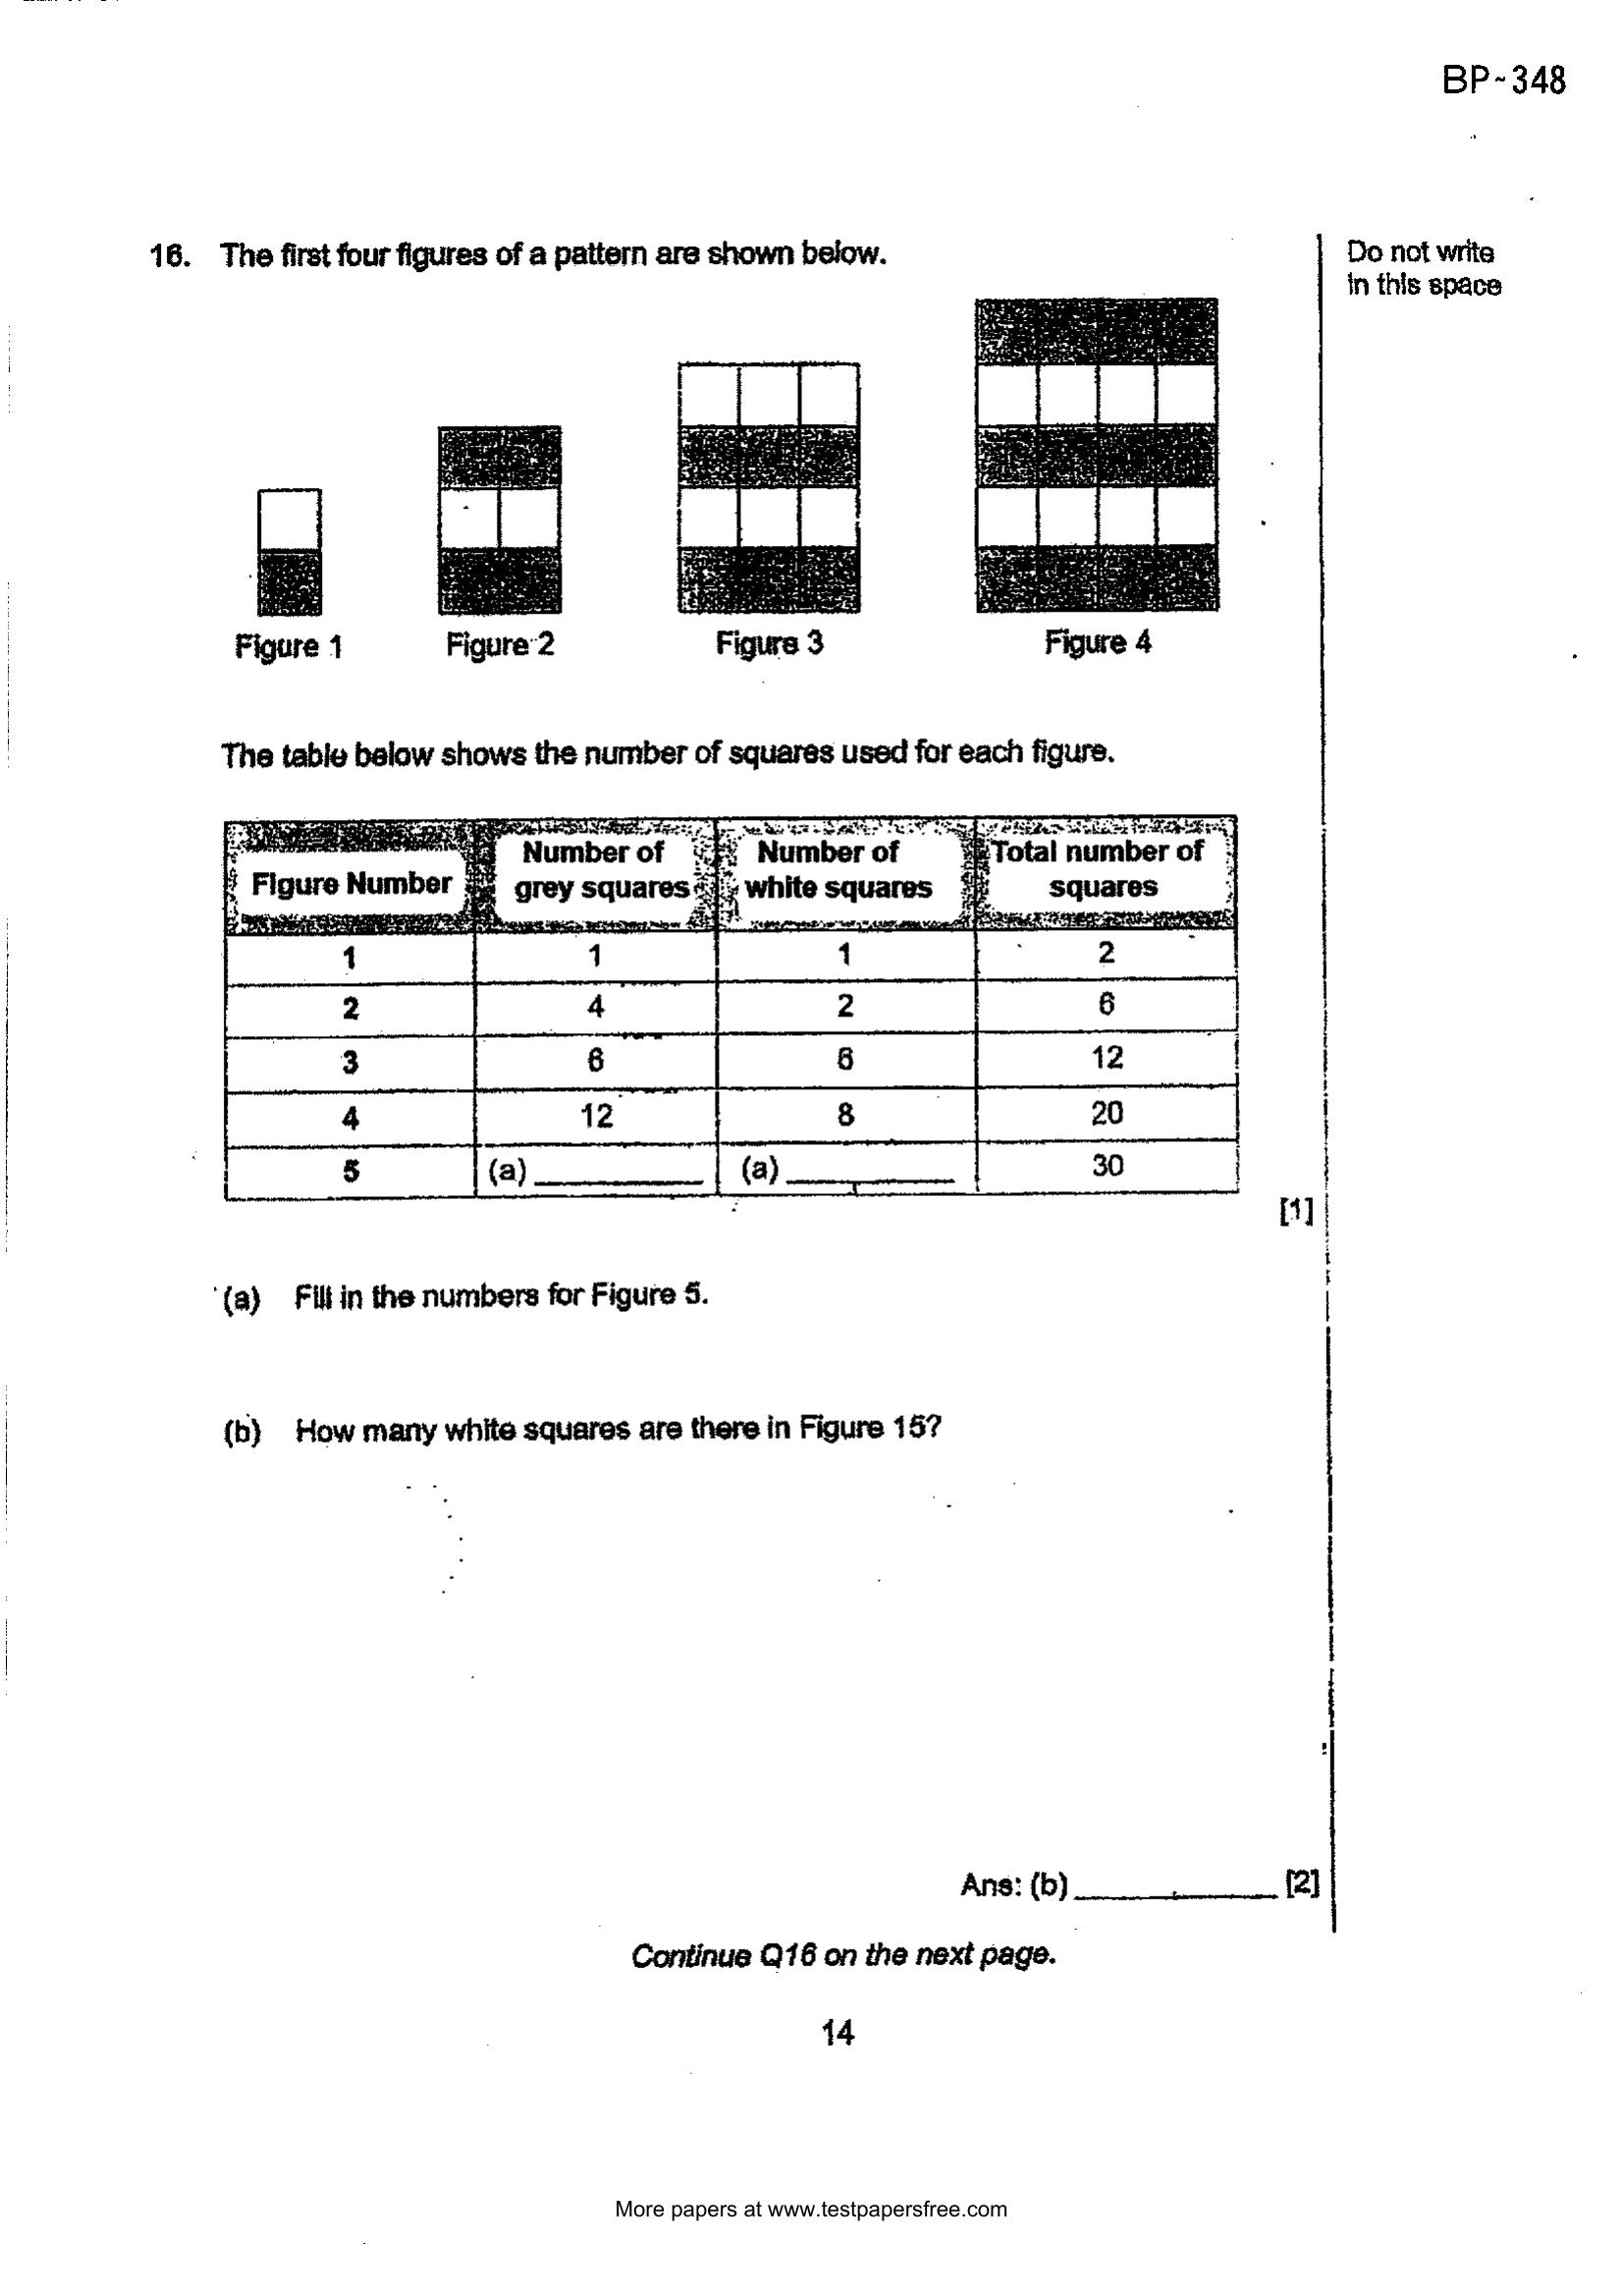 BP-348
16. The first four figures of a pattern are shown below.
Do not write
in this space
Figure 1
Figure 2
Figure 3
Figure 4
The table below shows the number of squares used for each figure.
Figure Number
Number of
grey squares
Number of
white squares
Total number of
squares
1 1 1 2
2 4 2 6
3 6 6 12
4 12 8 20
5 (a) ________ (a) ________ 30
[1]
(a) Fill in the numbers for Figure 5.
(b) How many white squares are there in Figure 15?
Ans: (b) __________ [2]
Continue Q16 on the next page.
14
More papers at www.testpapersfree.com